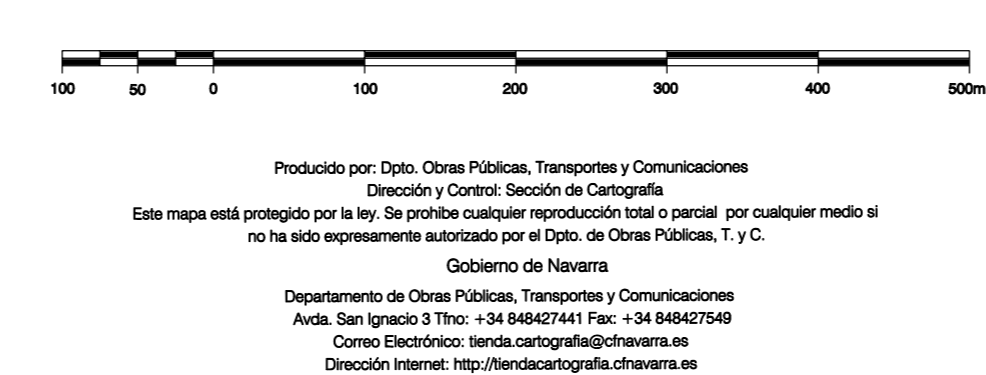 100 50 0 100 200 300 400 500m
Producido por: Dpto. Obras Públicas, Transportes y Comunicaciones
Dirección y Control: Sección de Cartografía
Este mapa está protegido por la ley. Se prohibe cualquier reproducción total o parcial por cualquier medio si
no ha sido expresamente autorizado por el Dpto. de Obras Públicas, T. y C.
Gobierno de Navarra
Departamento de Obras Públicas, Transportes y Comunicaciones
Avda. San Ignacio 3 Tfno: +34 848427441 Fax: +34 848427549
Correo Electrónico: tienda.cartografia@cfnavarra.es
Dirección Internet: http://tiendacartografia.cfnavarra.es